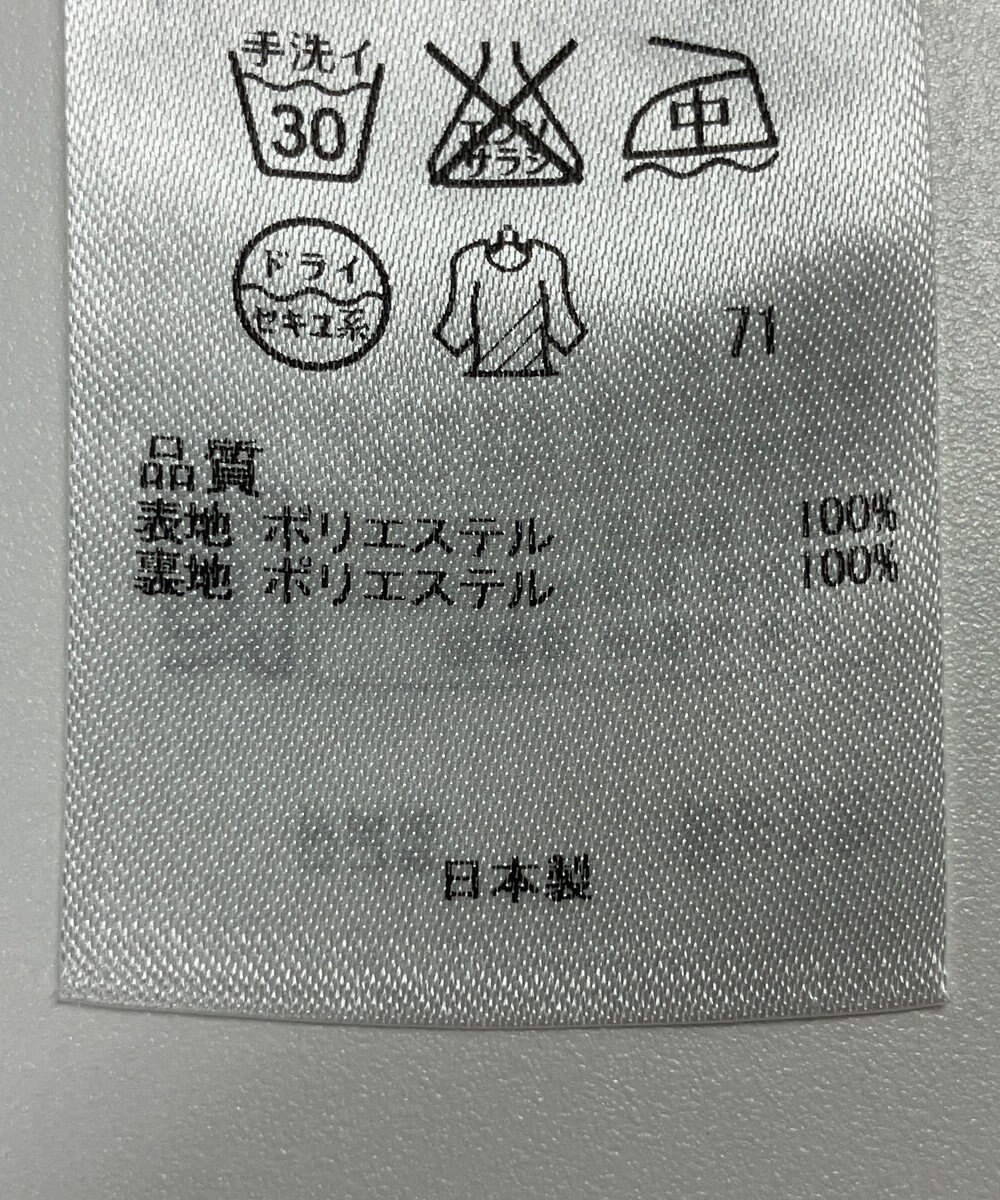 手洗イ
30
エンソ
サラシ
中
ドライ
セキユ系
71
品質
表地 ポリエステル 100%
裏地 ポリエステル 100%
日本製